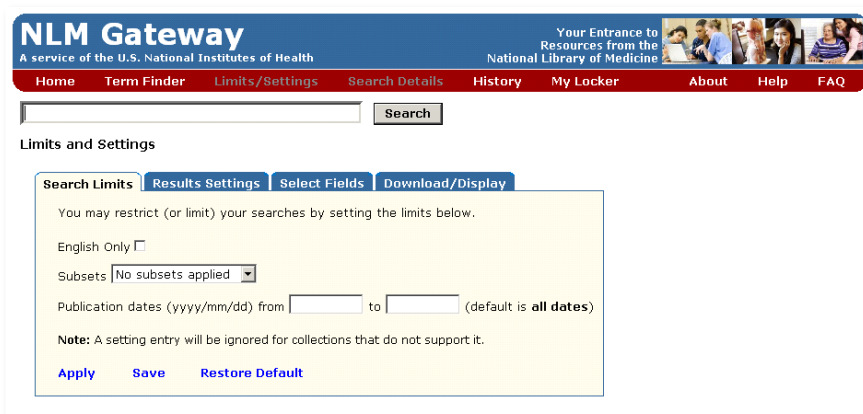 NLM Gateway
A service of the U.S. National Institutes of Health
Your Entrance to
Resources from the
National Library of Medicine
Home Term Finder Limits/Settings Search Details History My Locker About Help FAQ
Search
Limits and Settings
Search Limits Results Settings Select Fields Download/Display
You may restrict (or limit) your searches by setting the limits below.
English Only
Subsets No subsets applied
Publication dates (yyyy/mm/dd) from to (default is all dates)
Note: A setting entry will be ignored for collections that do not support it.
Apply Save Restore Default